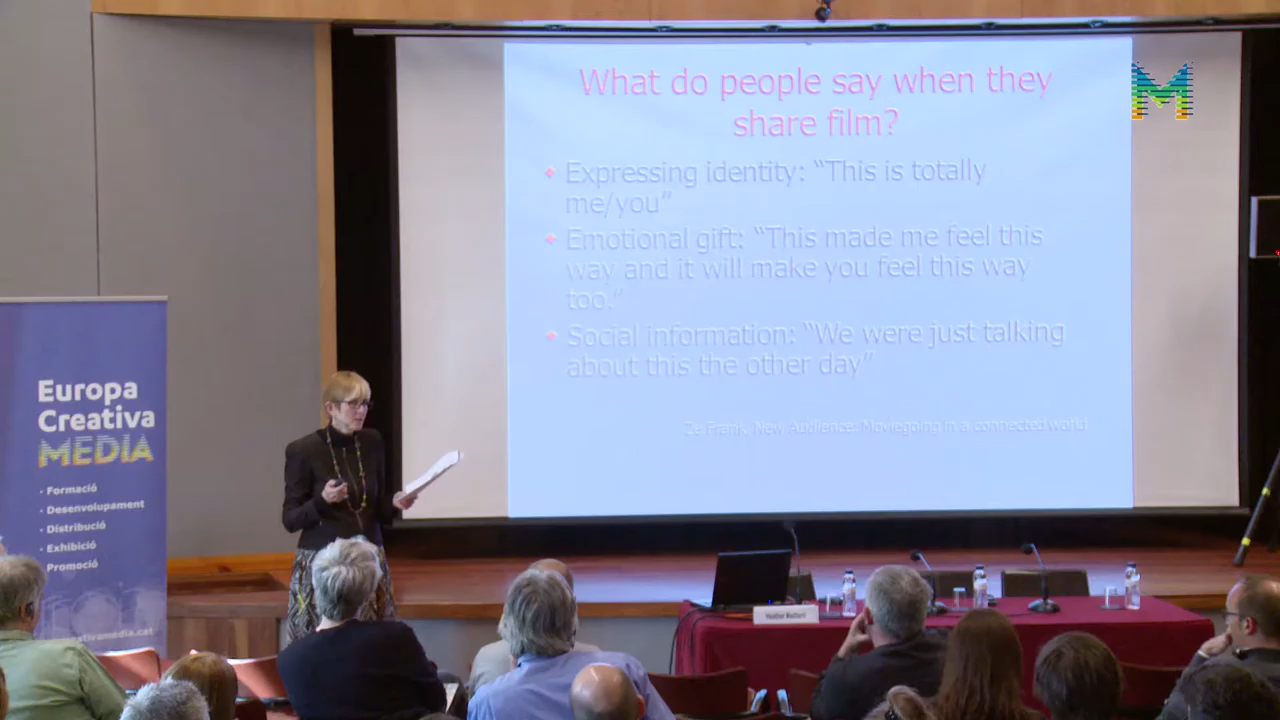 What do people say when they
share film?
Expressing identity: “This is totally
me/you”
Emotional gift: “This made me feel this
way and it will make you feel this way
too.”
Social information: “We were just talking
about this the other day”
Ze Frank, New Audience: Moviegoing in a connected world
M
Europa
Creativa
MEDIA
· Formació
· Desenvolupament
· Distribució
· Exhibició
· Promoció
creativamedia.cat